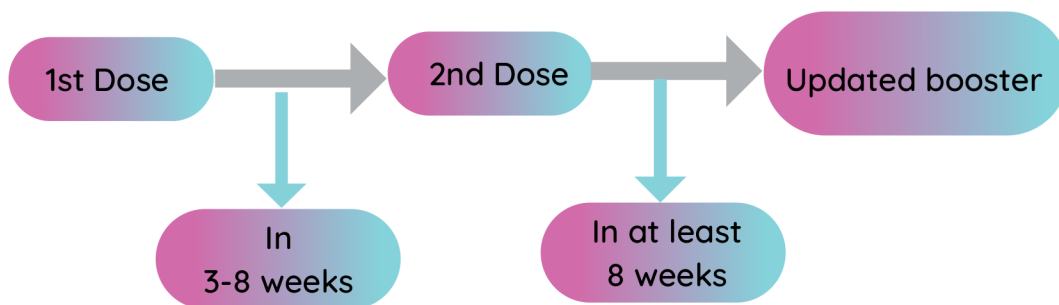 1st Dose
2nd Dose
Updated booster
In
3-8 weeks
In at least
8 weeks